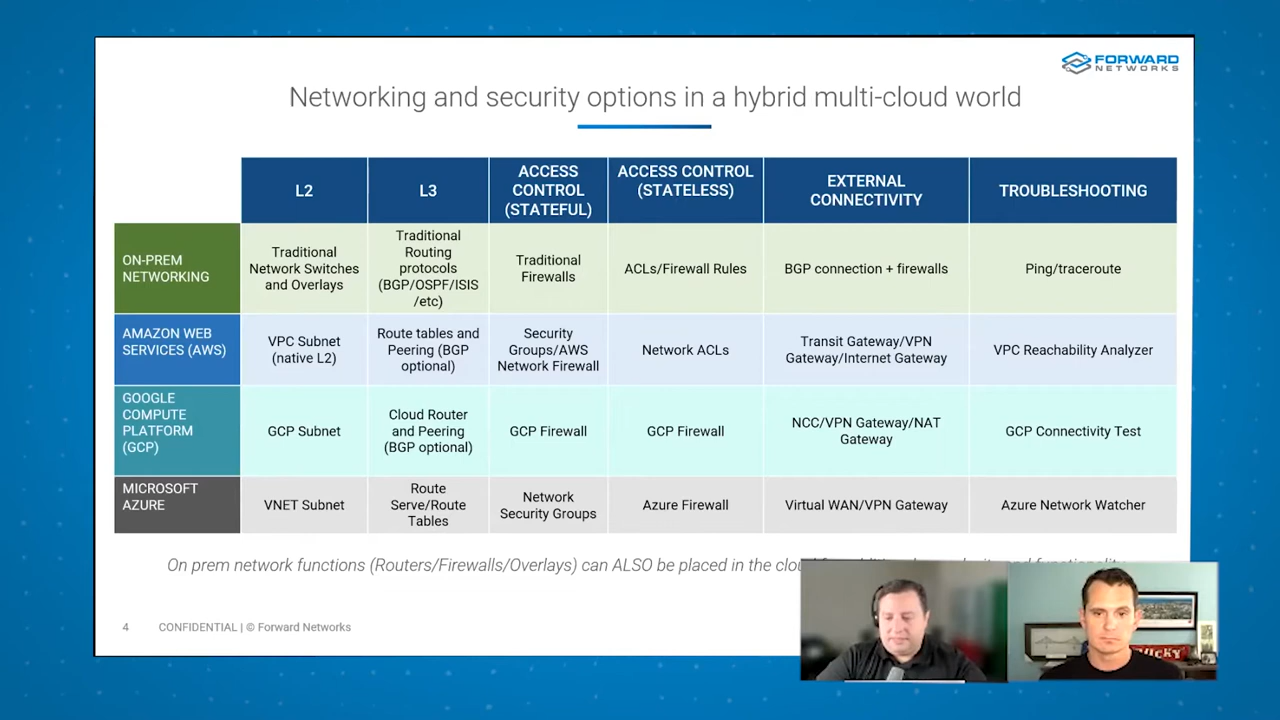 FORWARD
NETWORKS
Networking and security options in a hybrid multi-cloud world
L2
L3
ACCESS
CONTROL
(STATEFUL)
ACCESS CONTROL
(STATELESS)
EXTERNAL
CONNECTIVITY
TROUBLESHOOTING
ON-PREM
NETWORKING
Traditional
Network Switches
and Overlays
Traditional
Routing
protocols
(BGP/OSPF/ISIS
/etc)
Traditional
Firewalls
ACLs/Firewall Rules
BGP connection + firewalls
Ping/traceroute
AMAZON WEB
SERVICES (AWS)
VPC Subnet
(native L2)
Route tables and
Peering (BGP
optional)
Security
Groups/AWS
Network Firewall
Network ACLs
Transit Gateway/VPN
Gateway/Internet Gateway
VPC Reachability Analyzer
GOOGLE
COMPUTE
PLATFORM
(GCP)
GCP Subnet
Cloud Router
and Peering
(BGP optional)
GCP Firewall
GCP Firewall
NCC/VPN Gateway/NAT
Gateway
GCP Connectivity Test
MICROSOFT
AZURE
VNET Subnet
Route
Serve/Route
Tables
Network
Security Groups
Azure Firewall
Virtual WAN/VPN Gateway
Azure Network Watcher
On prem network functions (Routers/Firewalls/Overlays) can ALSO be placed in the cloud
4
CONFIDENTIAL | © Forward Networks